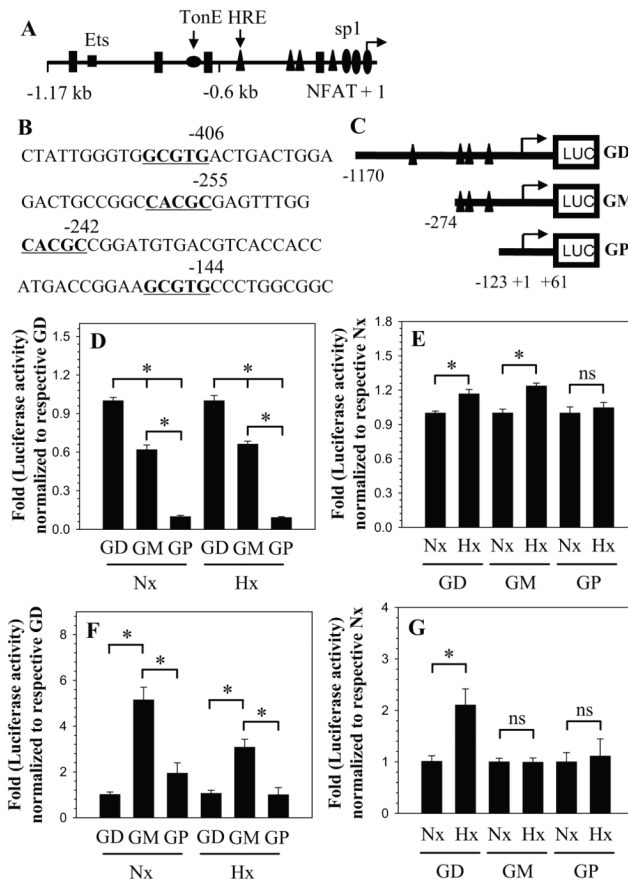 A
TonE HRE
Ets
sp1
-1.17 kb
-0.6 kb
NFAT + 1
B
-406
CTATTGGGTGGCGTGACTGACTGGA
-255
GACTGCCGGCCACGCGAGTTTGG
-242
CACGCCGGATGTGACGTCACCACC
-144
ATGACCGGAAGCGTGCCCTGGCGGC
C
LUC GD
-1170
LUC GM
-274
LUC GP
-123 +1 +61
D
Fold (Luciferase activity)
normalized to respective GD
1.5
1.2
0.9
0.6
0.3
0.0
*
*
*
*
GD GM GP GD GM GP
Nx Hx
E
Fold (Luciferase activity)
normalized to respective Nx
1.8
1.5
1.2
0.9
0.6
0.3
0.0
*
*
ns
Nx Hx Nx Hx Nx Hx
GD GM GP
F
Fold (Luciferase activity)
normalized to respective GD
8
6
4
2
0
*
*
*
*
GD GM GP GD GM GP
Nx Hx
G
Fold (Luciferase activity)
normalized to respective Nx
4
3
2
1
0
*
ns
ns
Nx Hx Nx Hx Nx Hx
GD GM GP